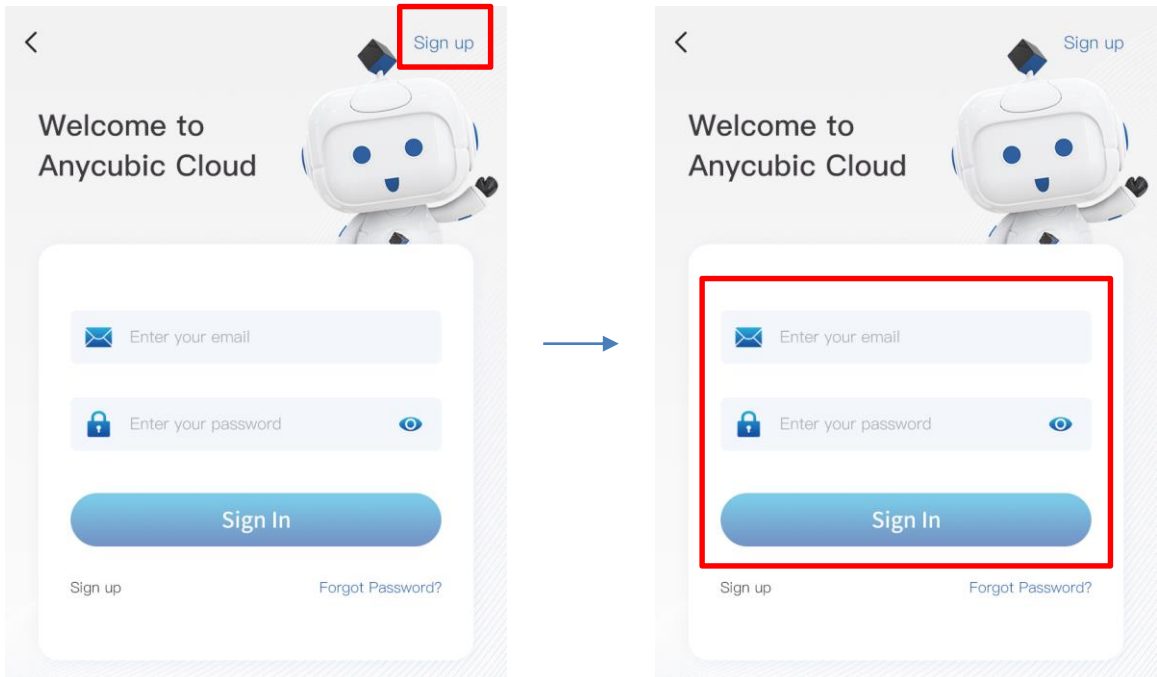 Sign up
Welcome to
Anycubic Cloud
Enter your email
Enter your password
Sign In
Sign up
Forgot Password?
Sign up
Welcome to
Anycubic Cloud
Enter your email
Enter your password
Sign In
Sign up
Forgot Password?